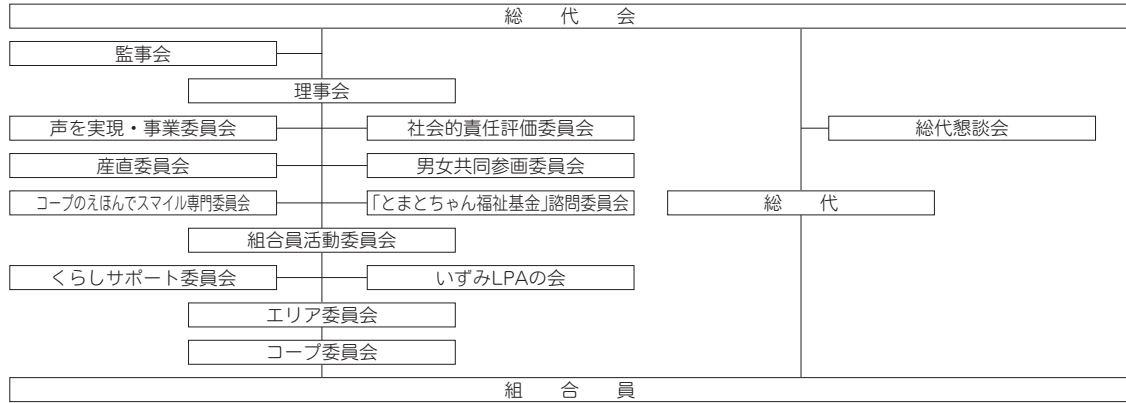 総代会
監事会
理事会
声を実現・事業委員会
社会的責任評価委員会
総代懇談会
産直委員会
男女共同参画委員会
コープのえほんでスマイル専門委員会
「とまとちゃん福祉基金」諮問委員会
総代
組合員活動委員会
くらしサポート委員会
いずみLPAの会
エリア委員会
コープ委員会
組合員